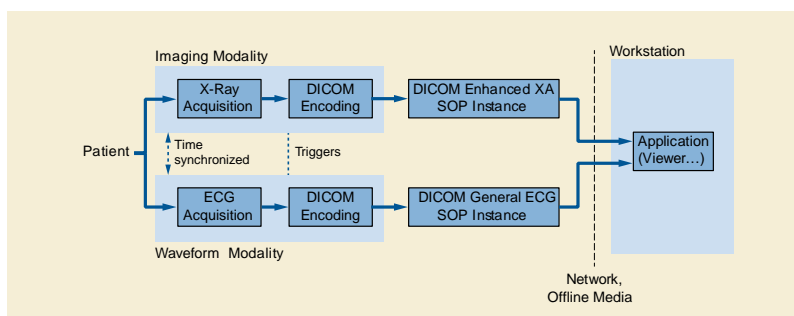 Imaging Modality
Workstation
X-Ray
Acquisition
DICOM
Encoding
DICOM Enhanced XA
SOP Instance
Patient
Time
synchronized
Triggers
Application
(Viewer...)
ECG
Acquisition
DICOM
Encoding
DICOM General ECG
SOP Instance
Waveform Modality
Network,
Offline Media